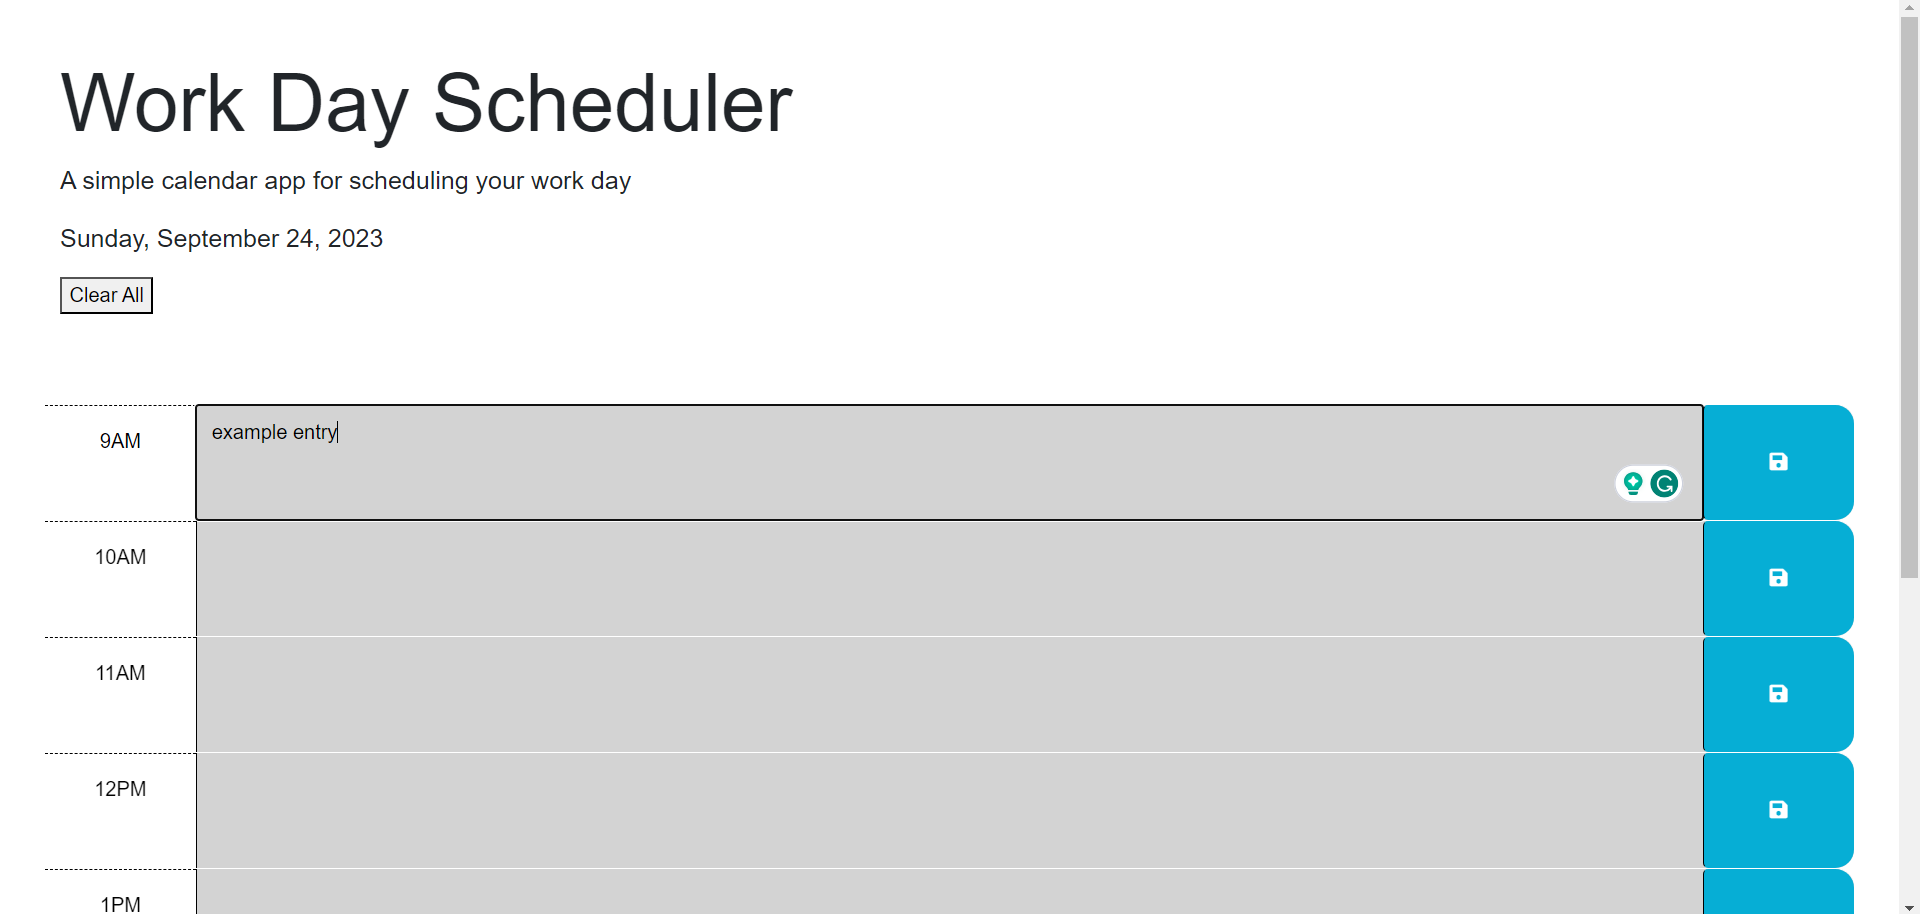 Work Day Scheduler
A simple calendar app for scheduling your work day
Sunday, September 24, 2023
Clear All
9AM
example entry
10AM
11AM
12PM
1PM